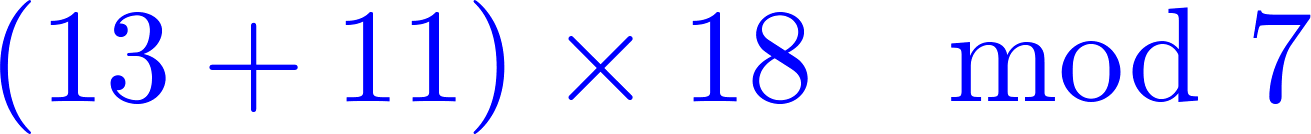 (13 + 11) × 18 mod 7